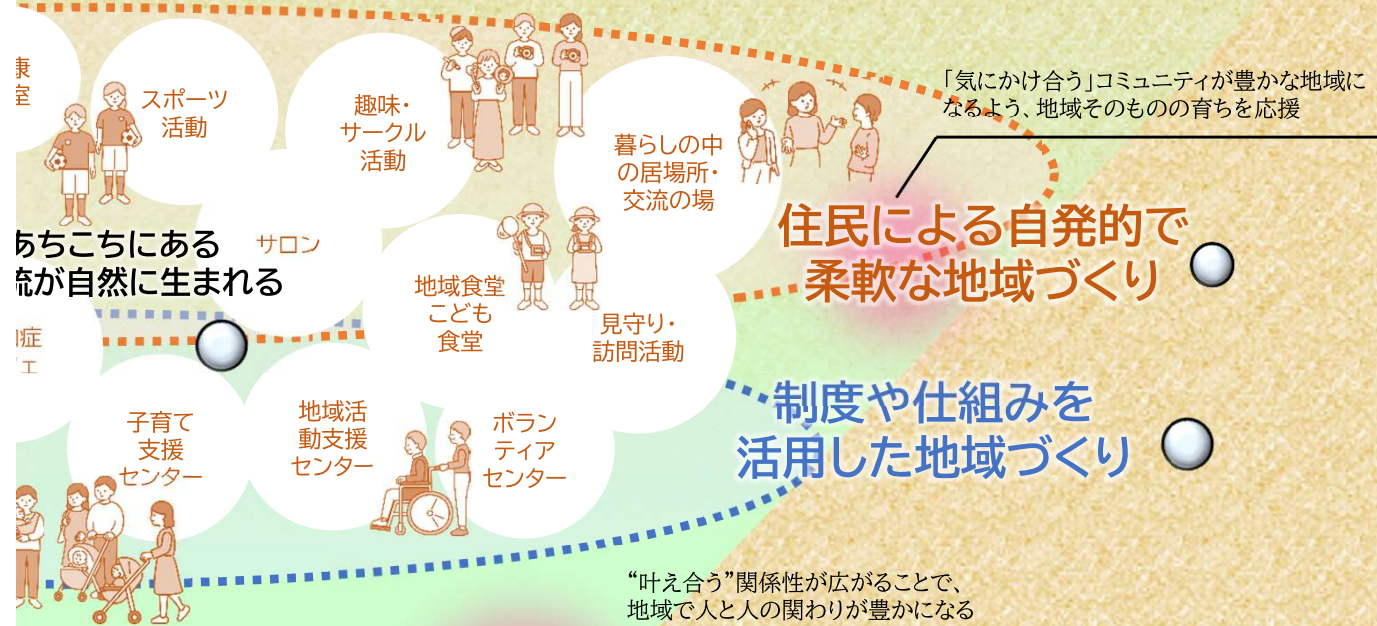 康
室
スポーツ
活動
趣味・
サークル
活動
暮らしの中
の居場所・
交流の場
「気にかけ合う」コミュニティが豊かな地域に
なるよう、地域そのものの育ちを応援
住民による自発的で
柔軟な地域づくり
あちこちにある
流が自然に生まれる
サロン
地域食堂
こども
食堂
見守り・
訪問活動
知症
ェ
制度や仕組みを
活用した地域づくり
子育て
支援
センター
地域活
動支援
センター
ボラン
ティア
センター
“叶え合う”関係性が広がることで、
地域で人と人の関わりが豊かになる